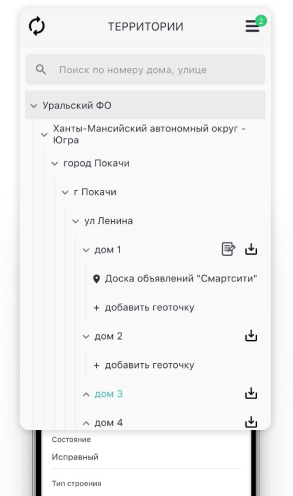 ТЕРРИТОРИИ
2
Поиск по номеру дома, улице
Уральский ФО
Ханты-Мансийский автономный округ -
Югра
город Покачи
г Покачи
ул Ленина
дом 1
Доска объявлений "Смартсити"
+ добавить геоточку
дом 2
+ добавить геоточку
дом 3
дом 4
Состояние
Исправный
Тип строения